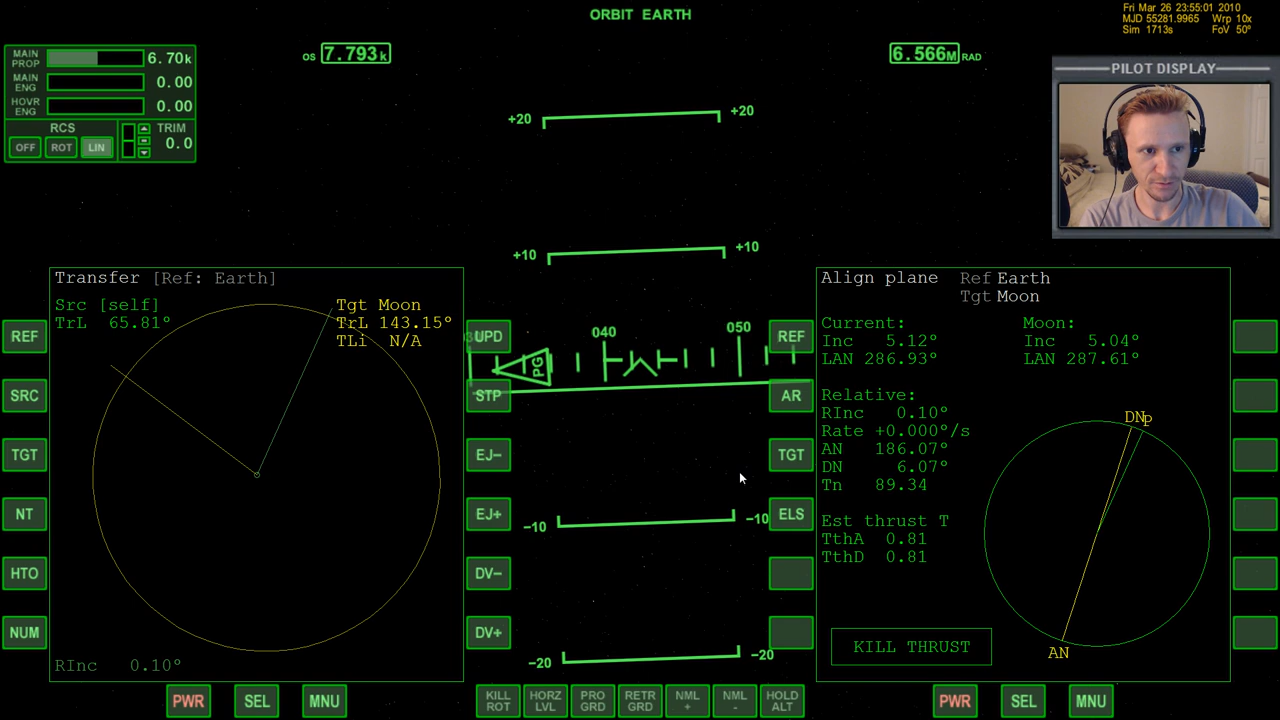 ORBIT EARTH
Fri Mar 26 23:55:01 2010
MJD 55281.9965 Wrp 10x
Sim 1713s FoV 50°
MAIN PROP 6.70k
MAIN ENG 0.00
HOVR ENG 0.00
RCS
OFF ROT LIN
TRIM
0.0
OS 7.793k
6.566M RAD
PILOT DISPLAY
+20 +20
+10 +10
040 050
PG
-10 -10
-20 -20
Transfer [Ref: Earth]
Src [self]
TrL 65.81°
Tgt Moon
TrL 143.15°
TLi N/A
RInc 0.10°
REF
SRC
TGT
NT
HTO
NUM
UPD
STP
EJ-
EJ+
DV-
DV+
PWR SEL MNU
KILL ROT
HORZ LVL
PRO GRD
RETR GRD
NML +
NML -
HOLD ALT
REF
AR
TGT
ELS
Align plane Ref Earth
Tgt Moon
Current:
Inc 5.12°
LAN 286.93°
Moon:
Inc 5.04°
LAN 287.61°
Relative:
RInc 0.10°
Rate +0.000°/s
AN 186.07°
DN 6.07°
Tn 89.34
Est thrust T
TthA 0.81
TthD 0.81
KILL THRUST
DN
P
AN
PWR SEL MNU